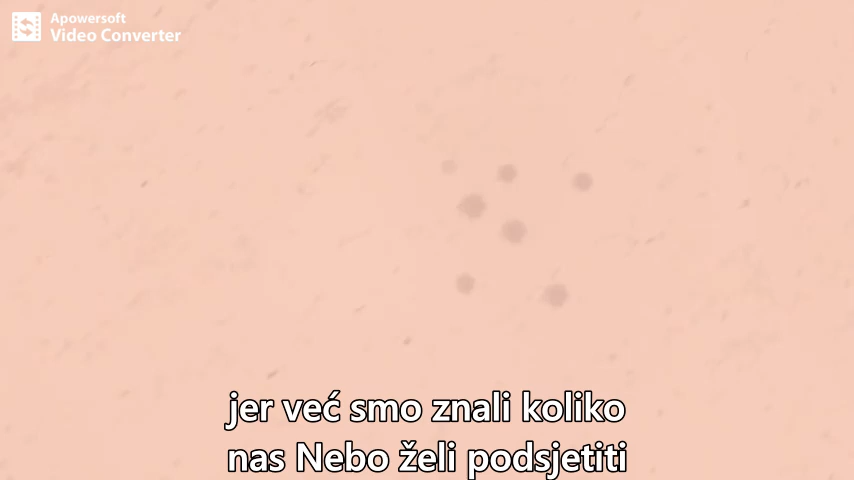 Apowersoft
Video Converter
jer već smo znali koliko
nas Nebo želi podsjetiti